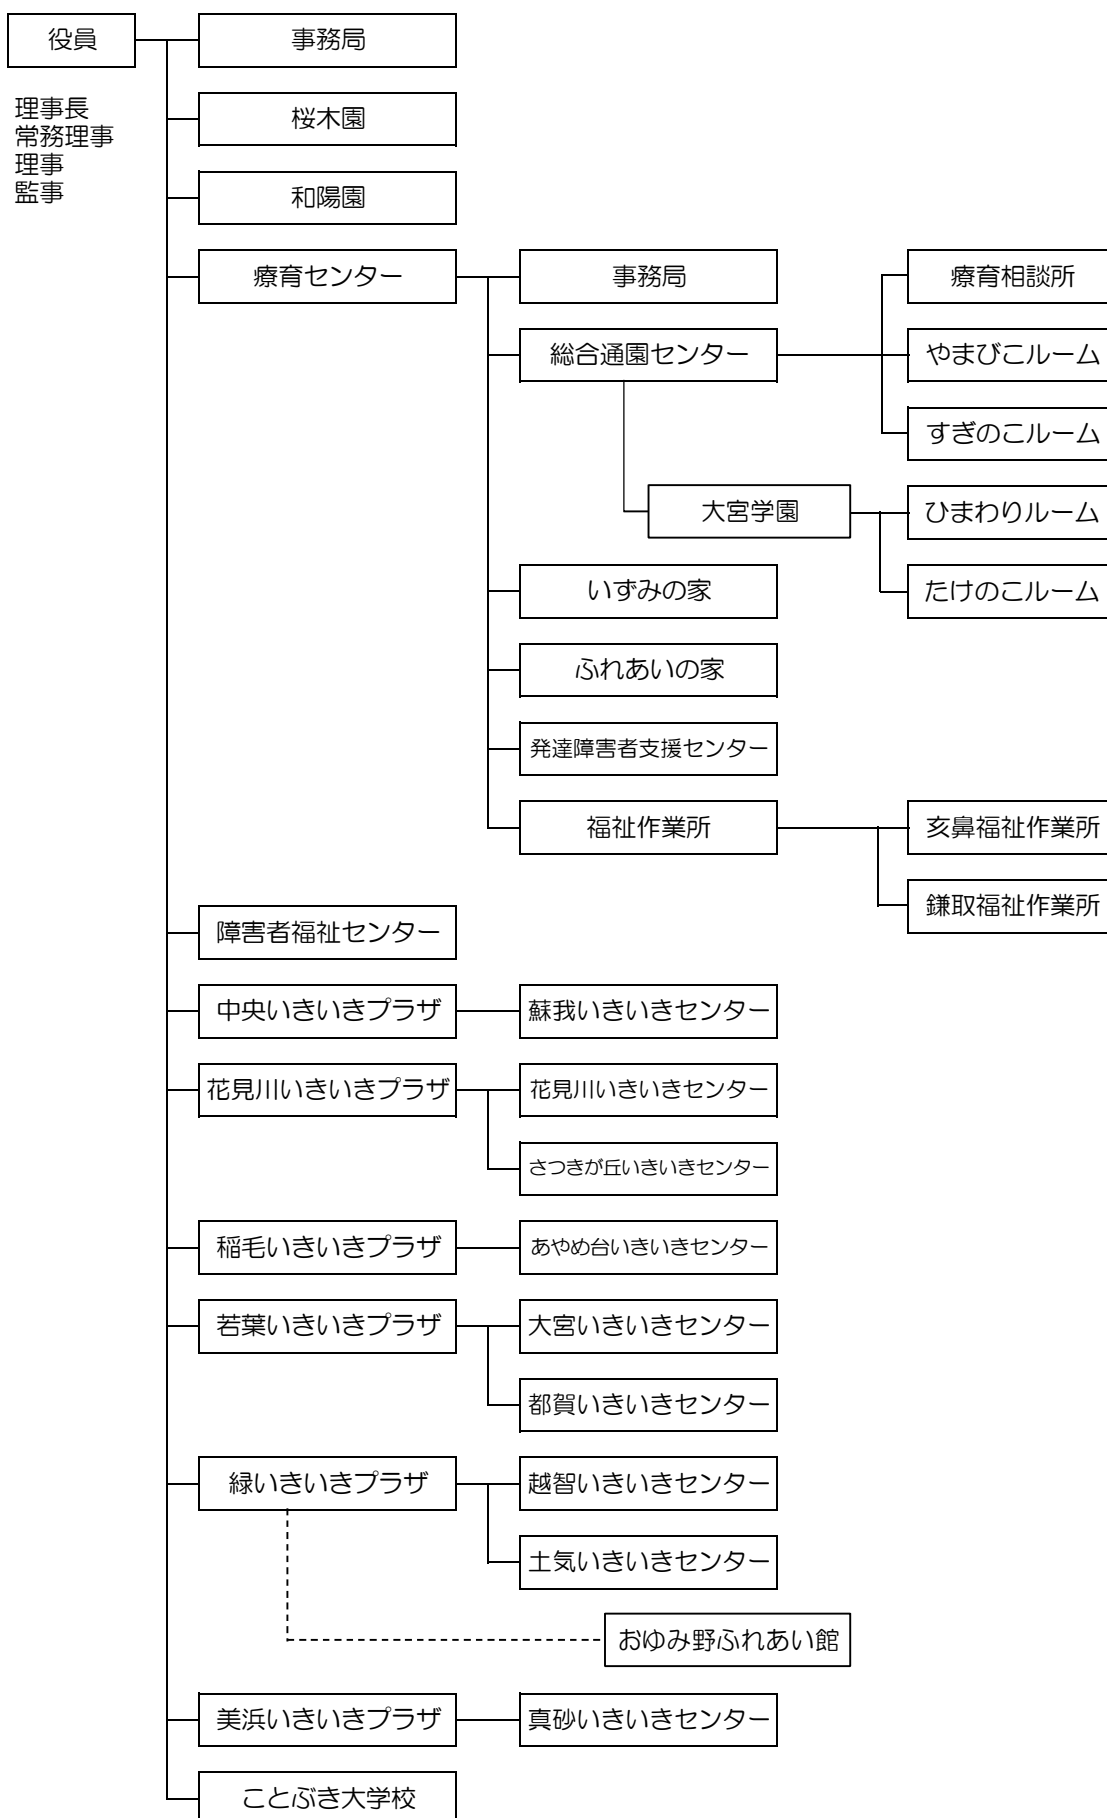 役員
事務局
理事長
常務理事
理事
監事
桜木園
和陽園
療育センター
事務局
療育相談所
総合通園センター
やまびこルーム
すぎのこルーム
大宮学園
ひまわりルーム
いずみの家
たけのこルーム
ふれあいの家
発達障害者支援センター
福祉作業所
亥鼻福祉作業所
鎌取福祉作業所
障害者福祉センター
中央いきいきプラザ
蘇我いきいきセンター
花見川いきいきプラザ
花見川いきいきセンター
さつきが丘いきいきセンター
稲毛いきいきプラザ
あやめ台いきいきセンター
若葉いきいきプラザ
大宮いきいきセンター
都賀いきいきセンター
緑いきいきプラザ
越智いきいきセンター
土気いきいきセンター
おゆみ野ふれあい館
美浜いきいきプラザ
真砂いきいきセンター
ことぶき大学校